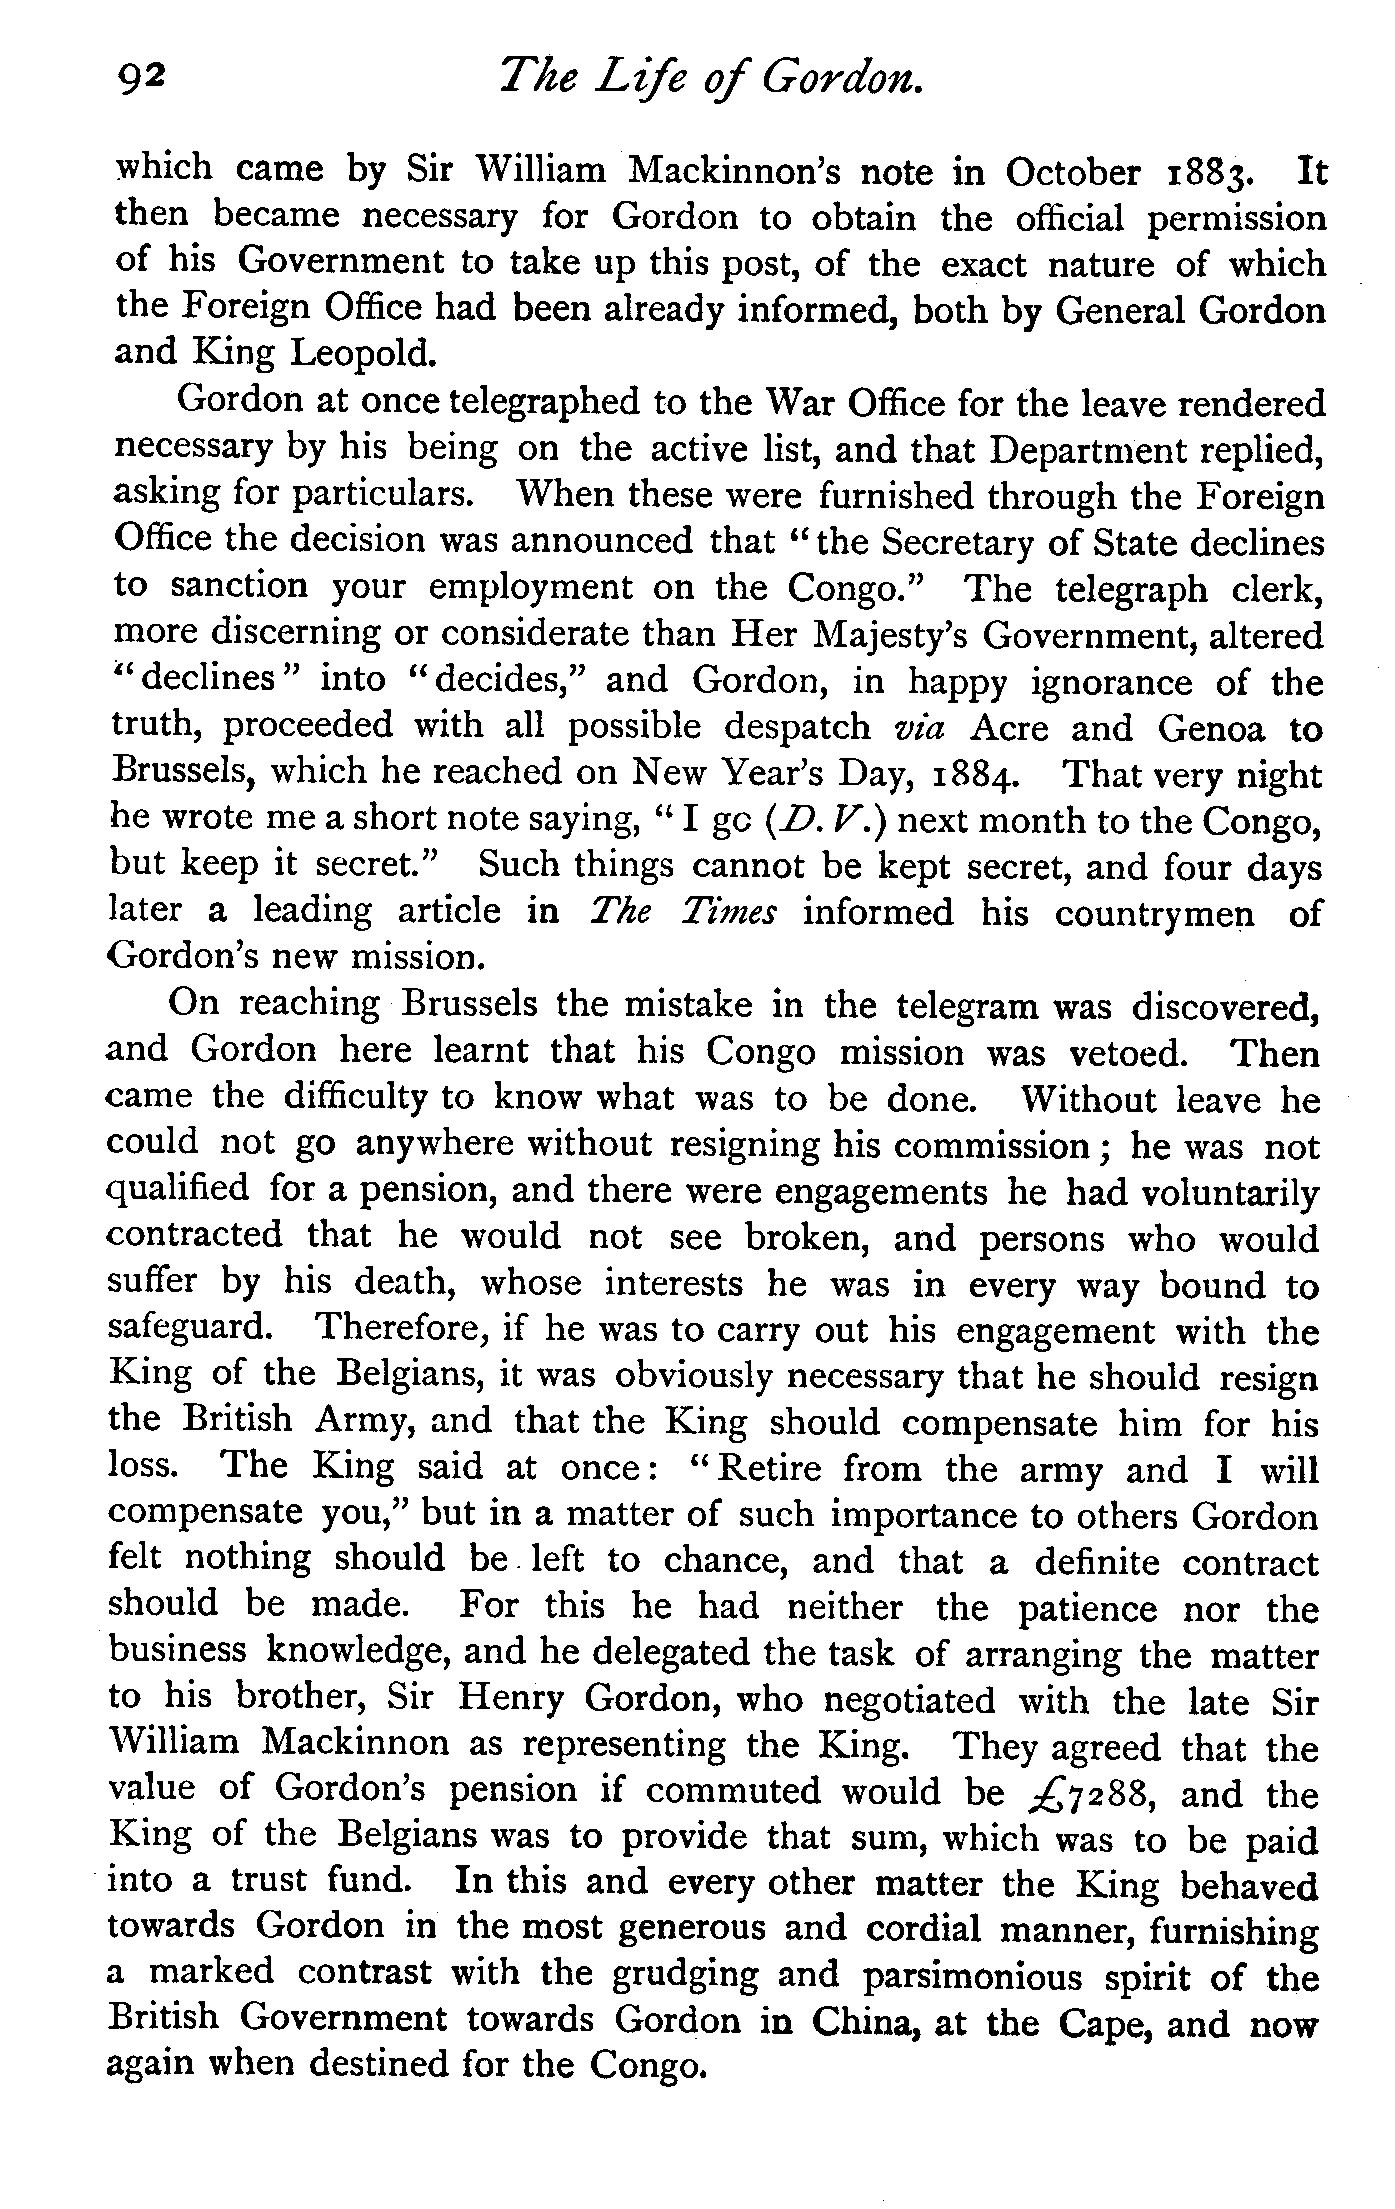 92 The Life of Gordon.
which came by Sir William Mackinnon's note in October 1883. It
then became necessary for Gordon to obtain the official permission
of his Government to take up this post, of the exact nature of which
the Foreign Office had been already informed, both by General Gordon
and King Leopold.
Gordon at once telegraphed to the War Office for the leave rendered
necessary by his being on the active list, and that Department replied,
asking for particulars. When these were furnished through the Foreign
Office the decision was announced that "the Secretary of State declines
to sanction your employment on the Congo." The telegraph clerk,
more discerning or considerate than Her Majesty's Government, altered
"declines" into "decides," and Gordon, in happy ignorance of the
truth, proceeded with all possible despatch via Acre and Genoa to
Brussels, which he reached on New Year's Day, 1884. That very night
he wrote me a short note saying, "I go (D. V.) next month to the Congo,
but keep it secret." Such things cannot be kept secret, and four days
later a leading article in The Times informed his countrymen of
Gordon's new mission.
On reaching Brussels the mistake in the telegram was discovered,
and Gordon here learnt that his Congo mission was vetoed. Then
came the difficulty to know what was to be done. Without leave he
could not go anywhere without resigning his commission; he was not
qualified for a pension, and there were engagements he had voluntarily
contracted that he would not see broken, and persons who would
suffer by his death, whose interests he was in every way bound to
safeguard. Therefore, if he was to carry out his engagement with the
King of the Belgians, it was obviously necessary that he should resign
the British Army, and that the King should compensate him for his
loss. The King said at once: "Retire from the army and I will
compensate you," but in a matter of such importance to others Gordon
felt nothing should be left to chance, and that a definite contract
should be made. For this he had neither the patience nor the
business knowledge, and he delegated the task of arranging the matter
to his brother, Sir Henry Gordon, who negotiated with the late Sir
William Mackinnon as representing the King. They agreed that the
value of Gordon's pension if commuted would be £7288, and the
King of the Belgians was to provide that sum, which was to be paid
into a trust fund. In this and every other matter the King behaved
towards Gordon in the most generous and cordial manner, furnishing
a marked contrast with the grudging and parsimonious spirit of the
British Government towards Gordon in China, at the Cape, and now
again when destined for the Congo.